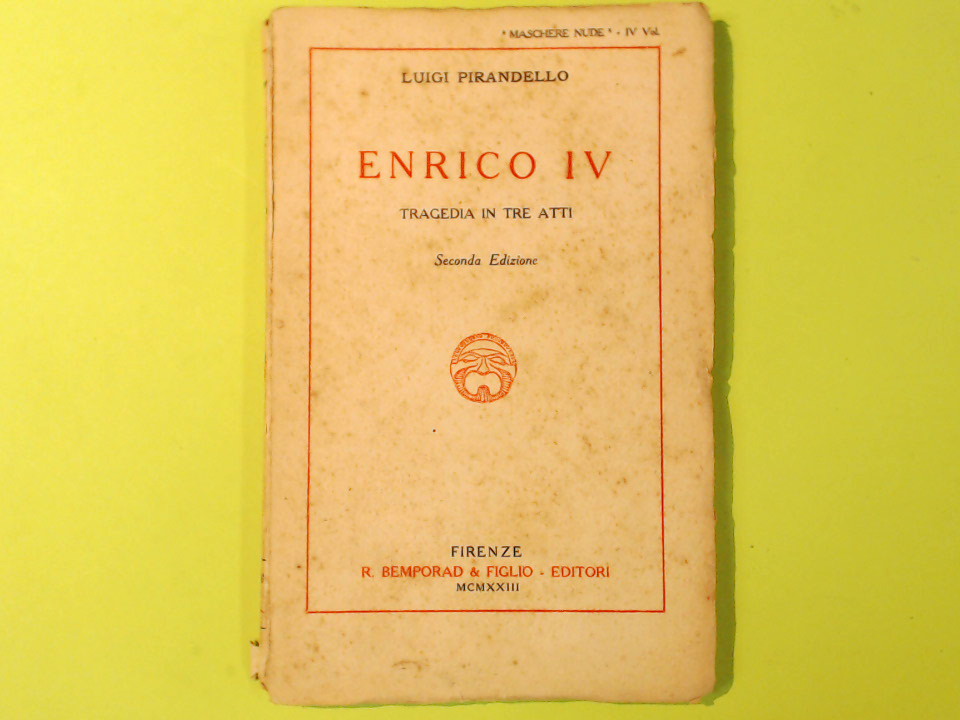 "MASCHERE NUDE" - IV Vol.
LUIGI PIRANDELLO
ENRICO IV
TRAGEDIA IN TRE ATTI
Seconda Edizione
FIRENZE
R. BEMPORAD & FIGLIO - EDITORI
MCMXXIII